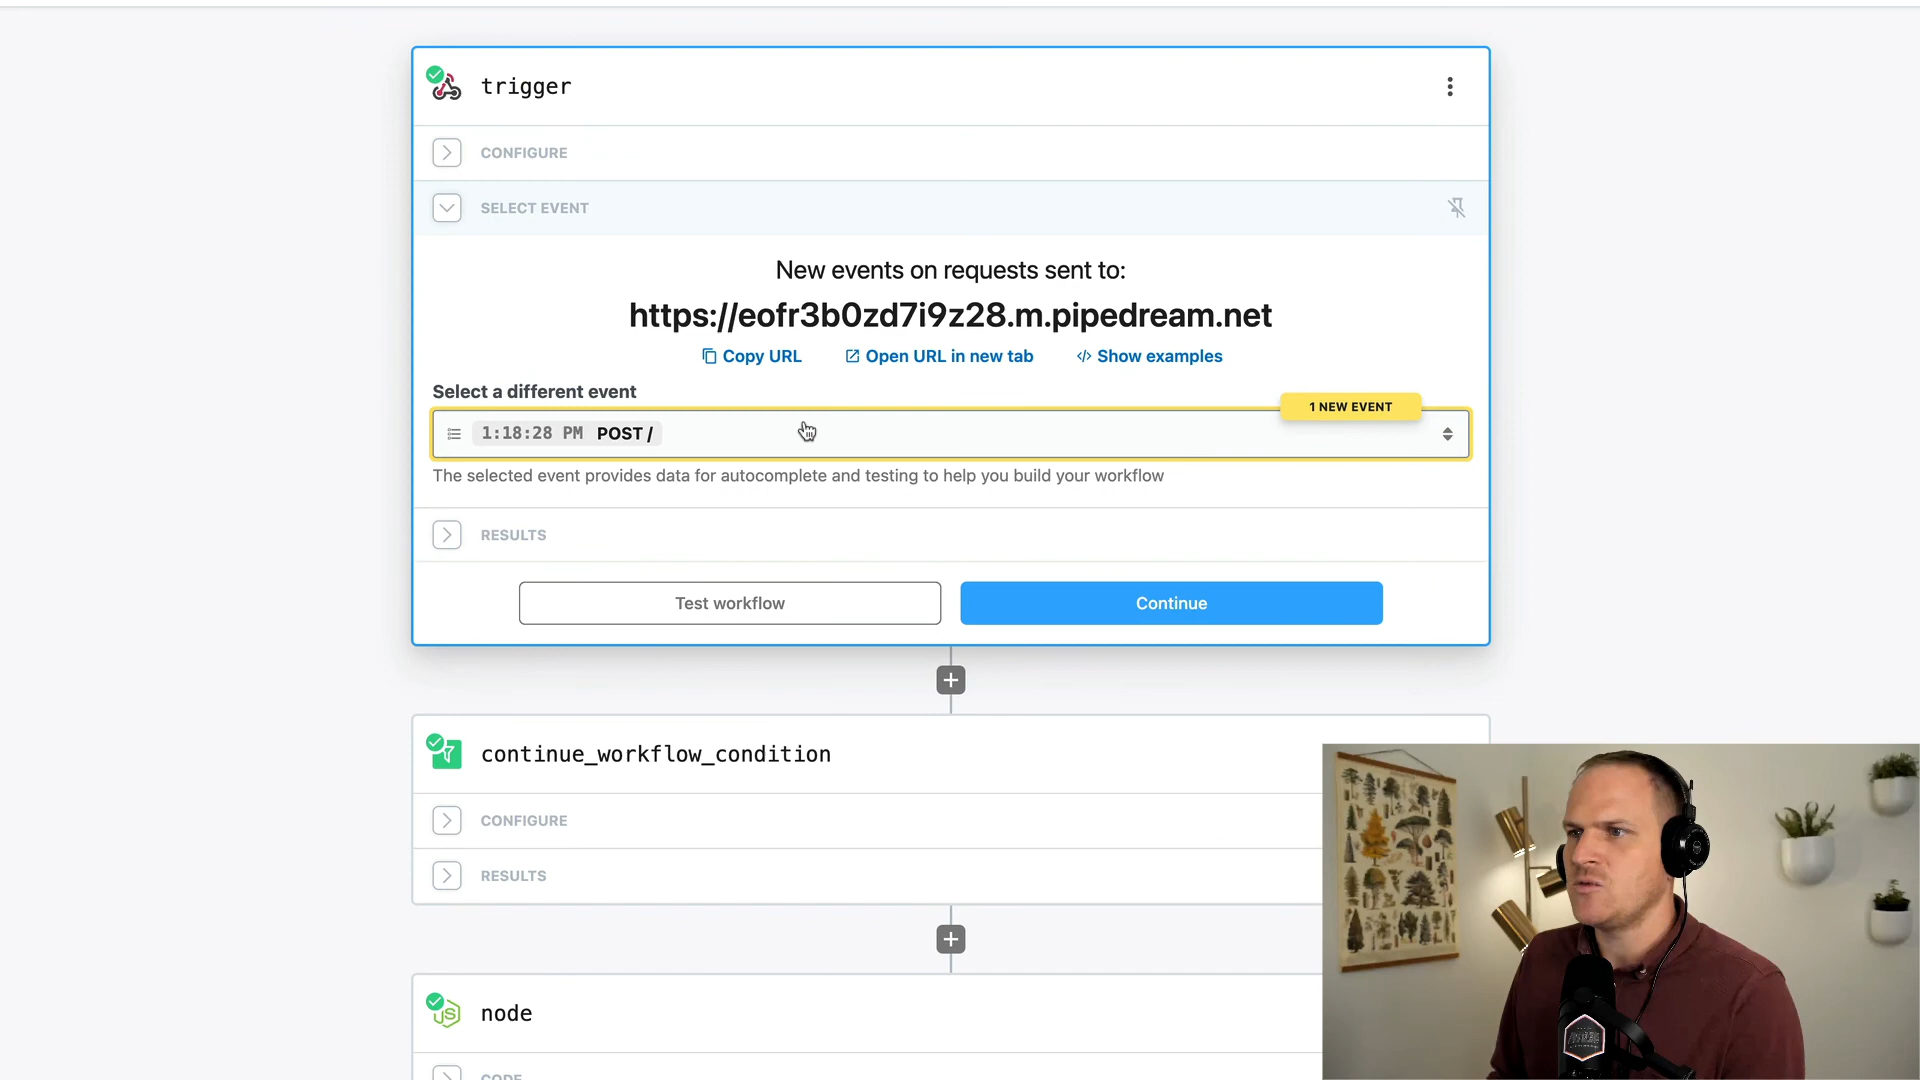 trigger
CONFIGURE
SELECT EVENT
New events on requests sent to:
https://eofr3b0zd7i9z28.m.pipedream.net
Copy URL
Open URL in new tab
</> Show examples
Select a different event
1 NEW EVENT
1:18:28 PM POST /
The selected event provides data for autocomplete and testing to help you build your workflow
RESULTS
Test workflow
Continue
continue_workflow_condition
CONFIGURE
RESULTS
JS
node
CODE